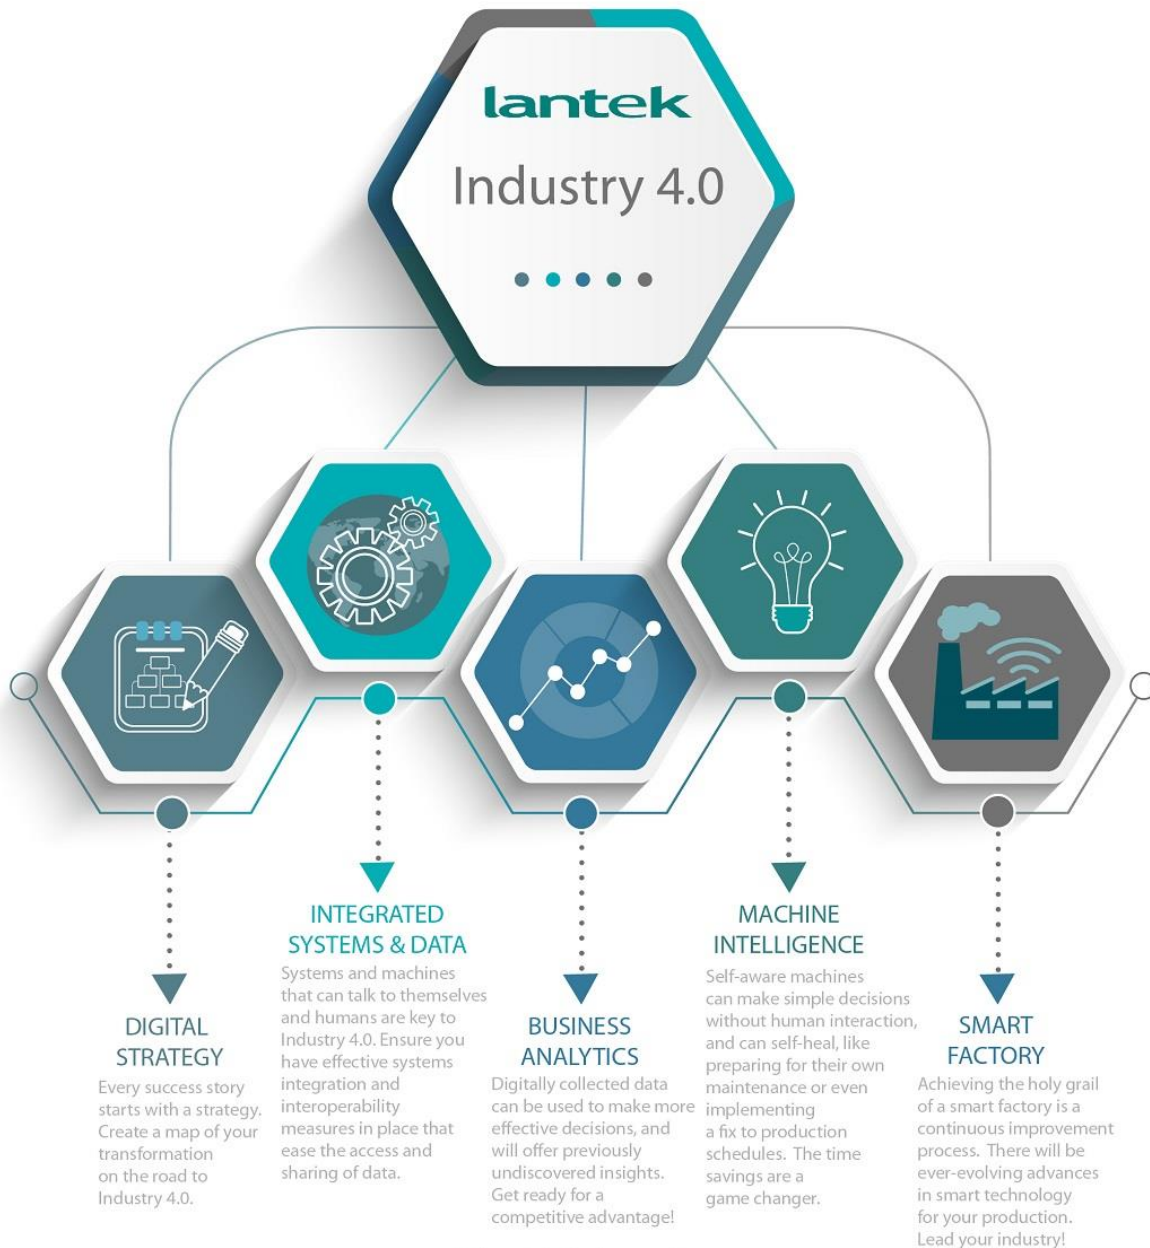 lantek
Industry 4.0
DIGITAL
STRATEGY
Every success story
starts with a strategy.
Create a map of your
transformation
on the road to
Industry 4.0.
INTEGRATED
SYSTEMS & DATA
Systems and machines
that can talk to themselves
and humans are key to
Industry 4.0. Ensure you
have effective systems
integration and
interoperability
measures in place that
ease the access and
sharing of data.
BUSINESS
ANALYTICS
Digitally collected data
can be used to make more
effective decisions, and
will offer previously
undiscovered insights.
Get ready for a
competitive advantage!
MACHINE
INTELLIGENCE
Self-aware machines
can make simple decisions
without human interaction,
and can self-heal, like
preparing for their own
maintenance or even
implementing
a fix to production
schedules. The time
savings are a
game changer.
SMART
FACTORY
Achieving the holy grail
of a smart factory is a
continuous improvement
process. There will be
ever-evolving advances
in smart technology
for your production.
Lead your industry!